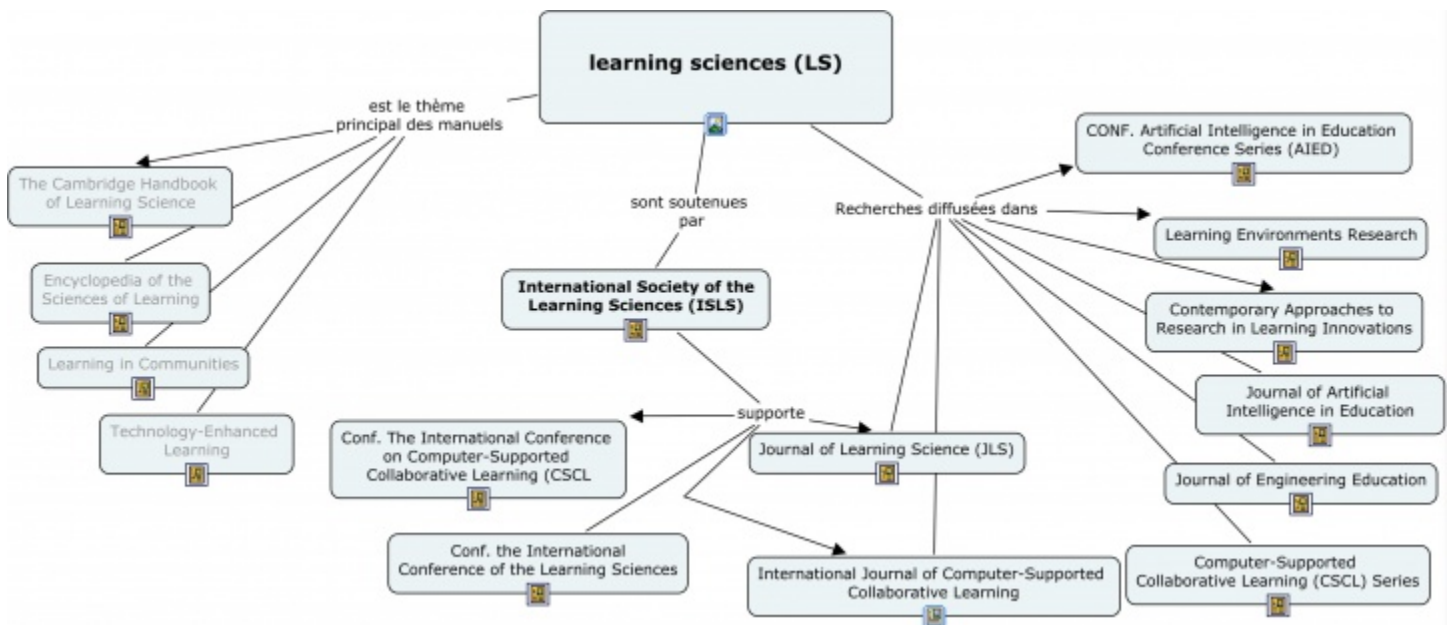 learning sciences (LS)
est le thème
principal des manuels
The Cambridge Handbook
of Learning Science
Encyclopedia of the
Sciences of Learning
Learning in Communities
Technology-Enhanced
Learning
sont soutenues
par
International Society of the
Learning Sciences (ISLS)
supporte
Conf. The International Conference
on Computer-Supported
Collaborative Learning (CSCL
Conf. the International
Conference of the Learning Sciences
Journal of Learning Science (JLS)
International Journal of Computer-Supported
Collaborative Learning
Recherches diffusées dans
CONF. Artificial Intelligence in Education
Conference Series (AIED)
Learning Environments Research
Contemporary Approaches to
Research in Learning Innovations
Journal of Artificial
Intelligence in Education
Journal of Engineering Education
Computer-Supported
Collaborative Learning (CSCL) Series